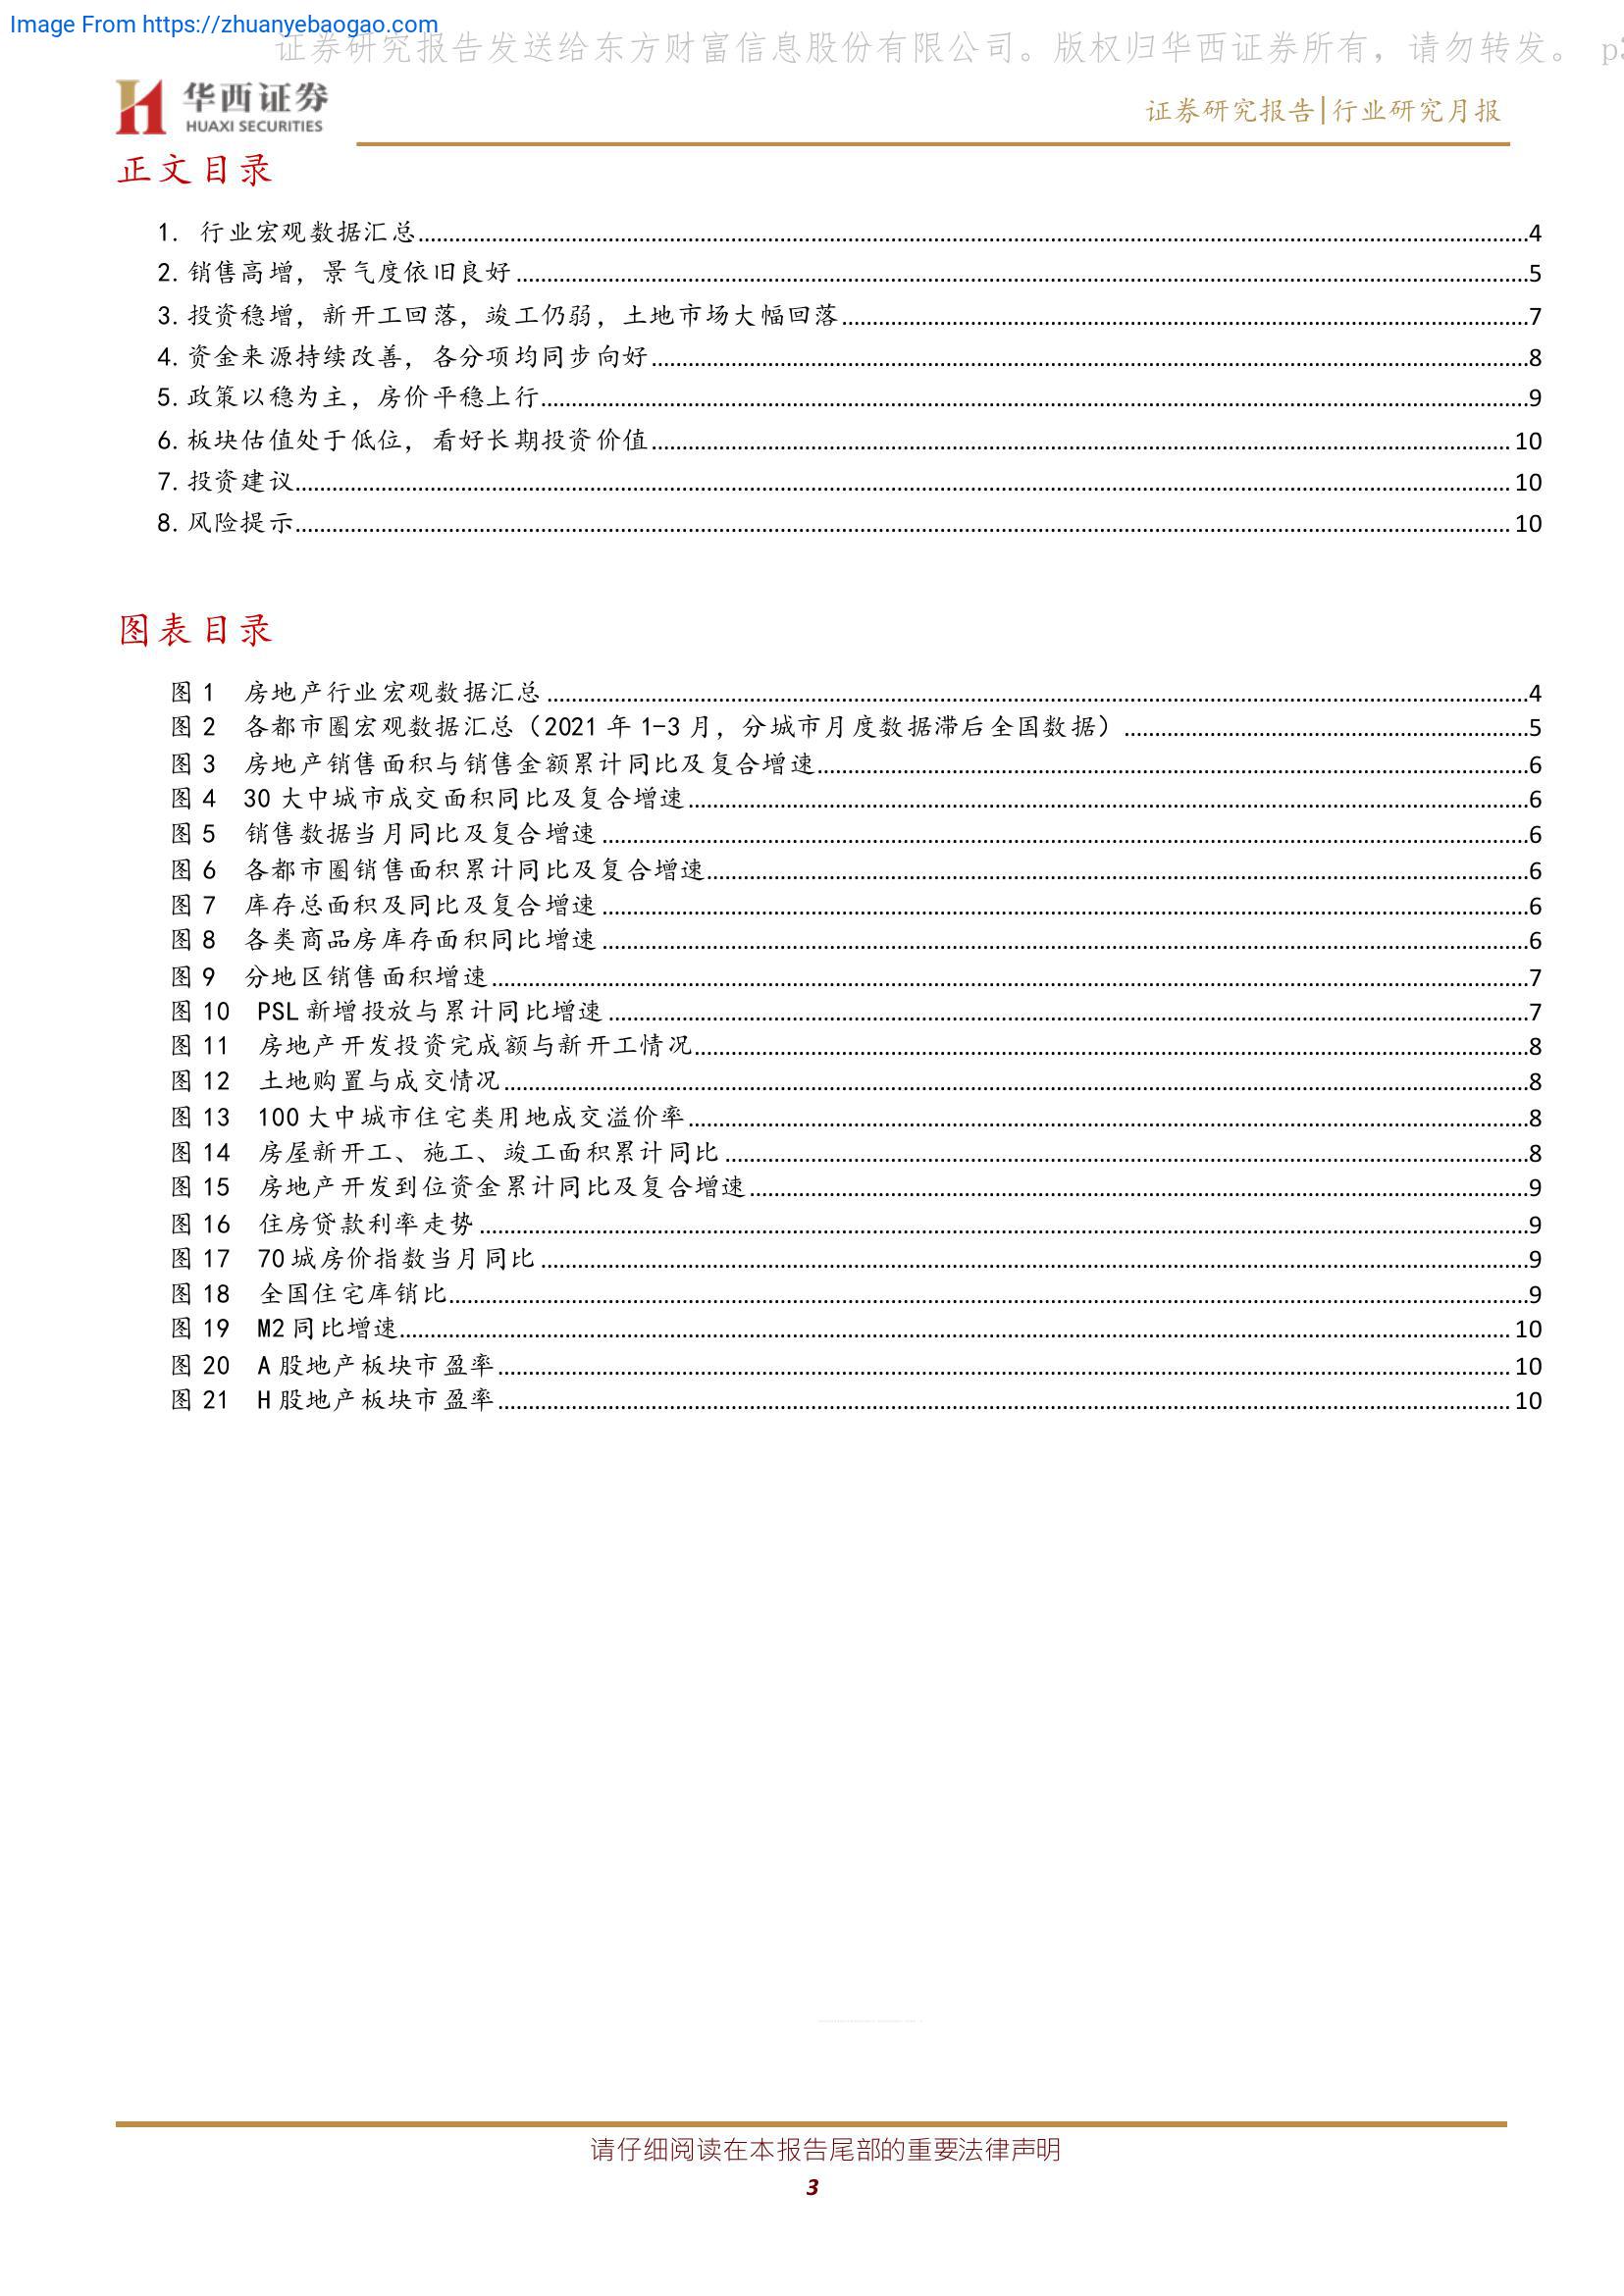 Image From https://zhuanyebaogao.com
证券研究报告发送给东方财富信息股份有限公司。版权归华西证券所有，请勿转发。 p3
华西证券
HUAXI SECURITIES
证券研究报告|行业研究月报
正文目录
1. 行业宏观数据汇总 4
2. 销售高增，景气度依旧良好 5
3. 投资稳增，新开工回落，竣工仍弱，土地市场大幅回落 7
4. 资金来源持续改善，各分项均同步向好 8
5. 政策以稳为主，房价平稳上行 9
6. 板块估值处于低位，看好长期投资价值 10
7. 投资建议 10
8. 风险提示 10
图表目录
图 1 房地产行业宏观数据汇总 4
图 2 各都市圈宏观数据汇总（2021 年 1-3 月，分城市月度数据滞后全国数据） 5
图 3 房地产销售面积与销售金额累计同比及复合增速 6
图 4 30 大中城市成交面积同比及复合增速 6
图 5 销售数据当月同比及复合增速 6
图 6 各都市圈销售面积累计同比及复合增速 6
图 7 库存总面积及同比及复合增速 6
图 8 各类商品房库存面积同比增速 6
图 9 分地区销售面积增速 7
图 10 PSL 新增投放与累计同比增速 7
图 11 房地产开发投资完成额与新开工情况 8
图 12 土地购置与成交情况 8
图 13 100 大中城市住宅类用地成交溢价率 8
图 14 房屋新开工、施工、竣工面积累计同比 8
图 15 房地产开发到位资金累计同比及复合增速 9
图 16 住房贷款利率走势 9
图 17 70 城房价指数当月同比 9
图 18 全国住宅库销比 9
图 19 M2 同比增速 10
图 20 A 股地产板块市盈率 10
图 21 H 股地产板块市盈率 10
请仔细阅读在本报告尾部的重要法律声明
3